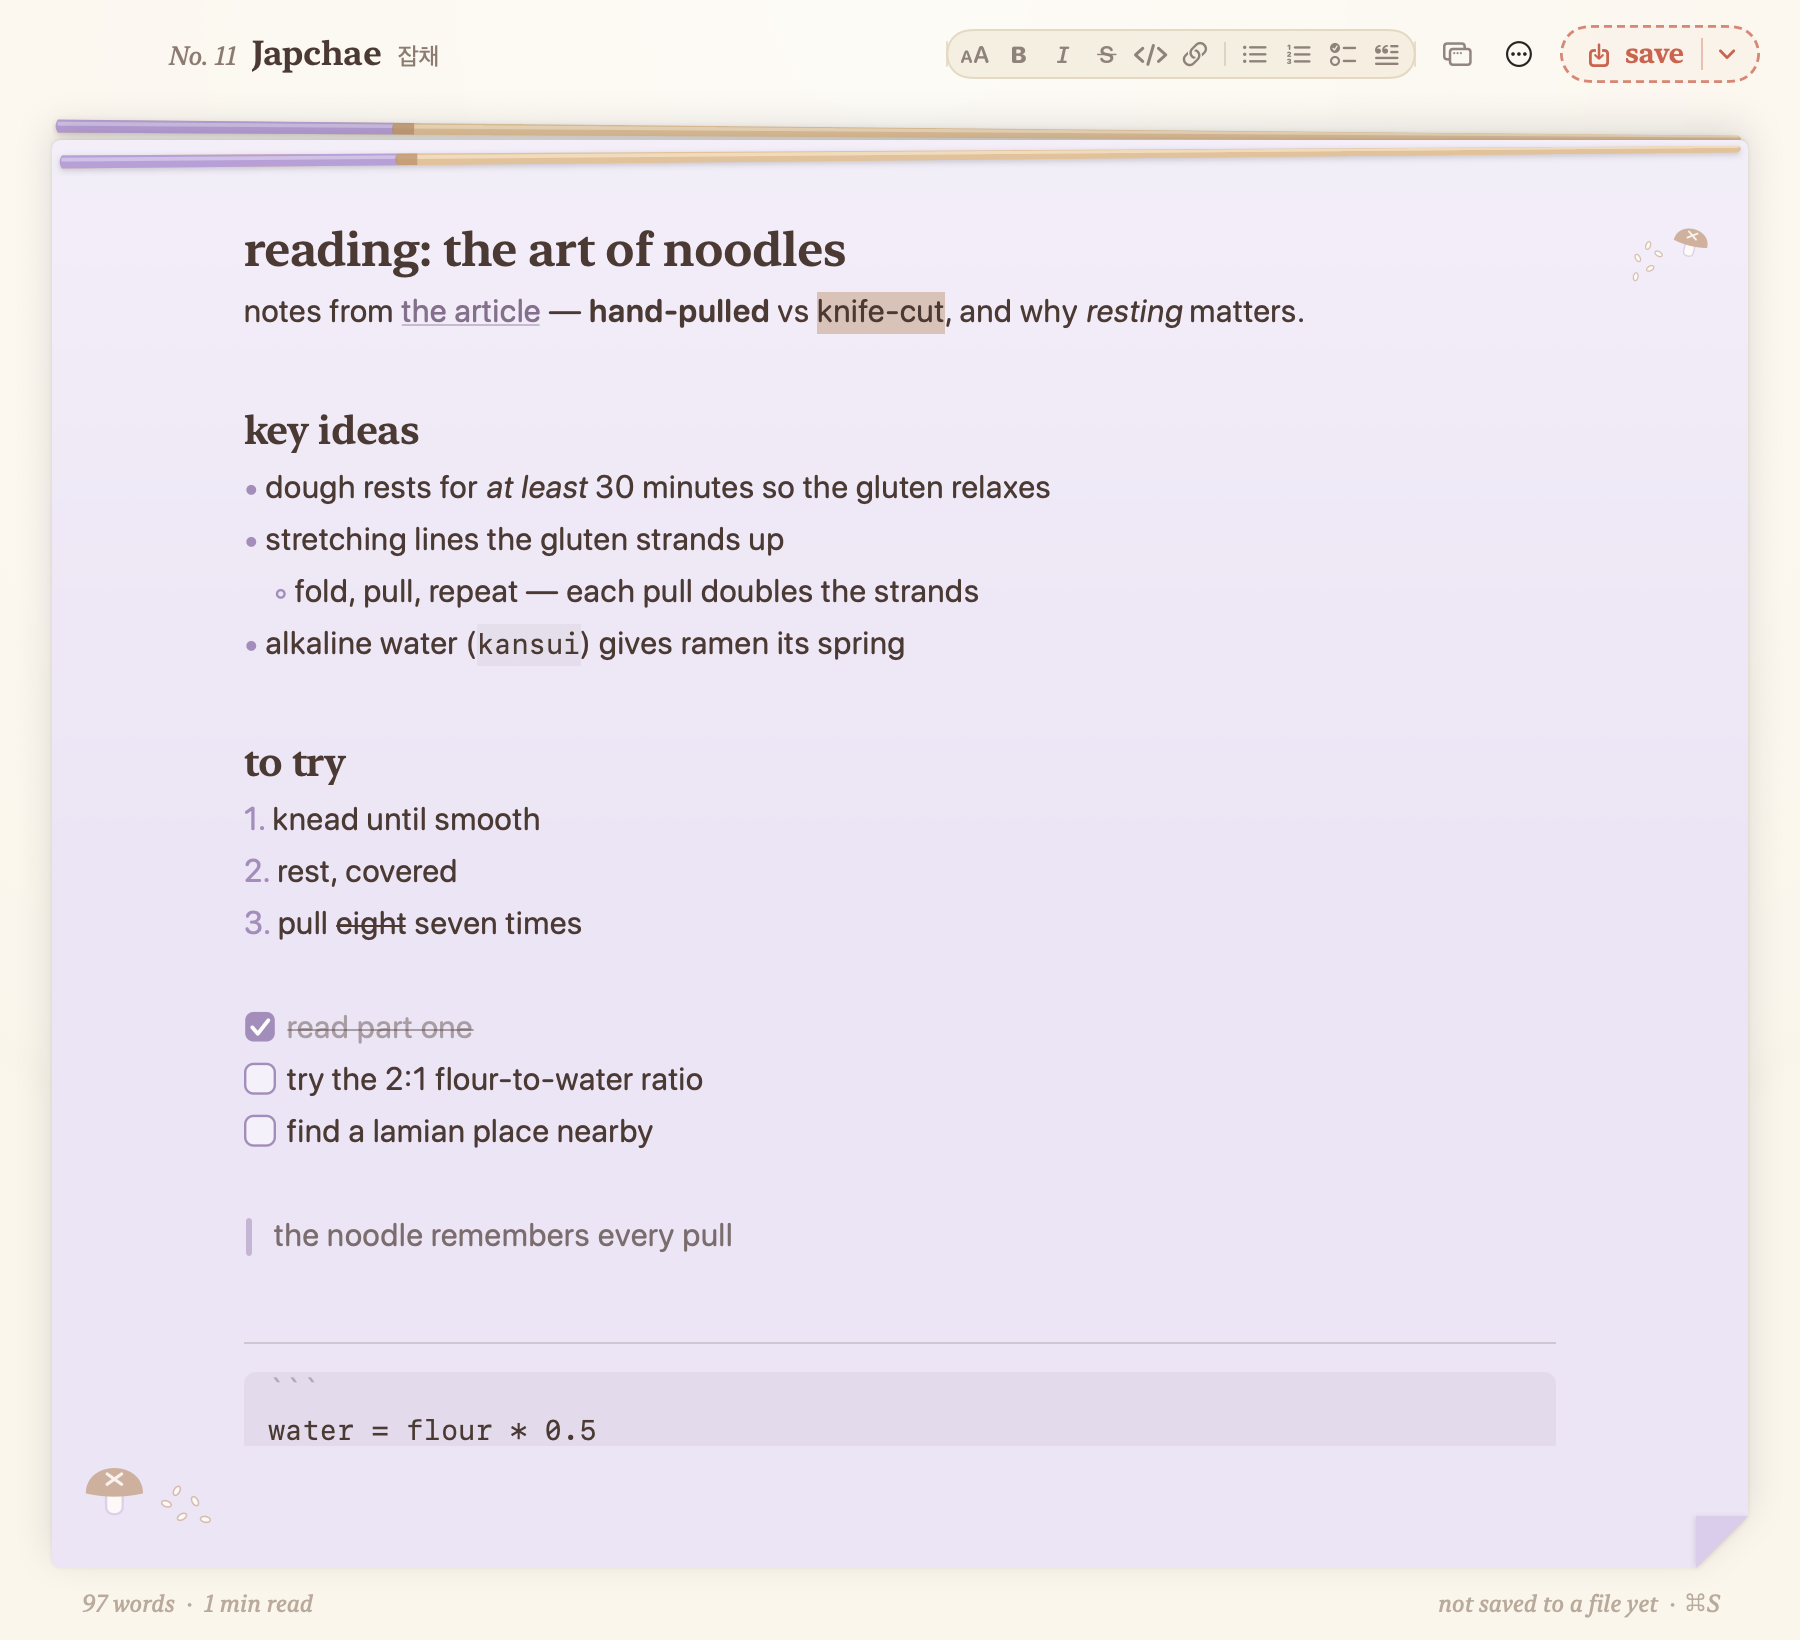 No. 11 Japchae 잡채
AA B I S </> save
reading: the art of noodles
notes from the article — hand-pulled vs knife-cut, and why resting matters.
key ideas
• dough rests for at least 30 minutes so the gluten relaxes
• stretching lines the gluten strands up
◦ fold, pull, repeat — each pull doubles the strands
• alkaline water (kansui) gives ramen its spring
to try
1. knead until smooth
2. rest, covered
3. pull eight seven times
read part one
try the 2:1 flour-to-water ratio
find a lamian place nearby
the noodle remembers every pull
```
water = flour * 0.5
97 words · 1 min read
not saved to a file yet · ⌘S